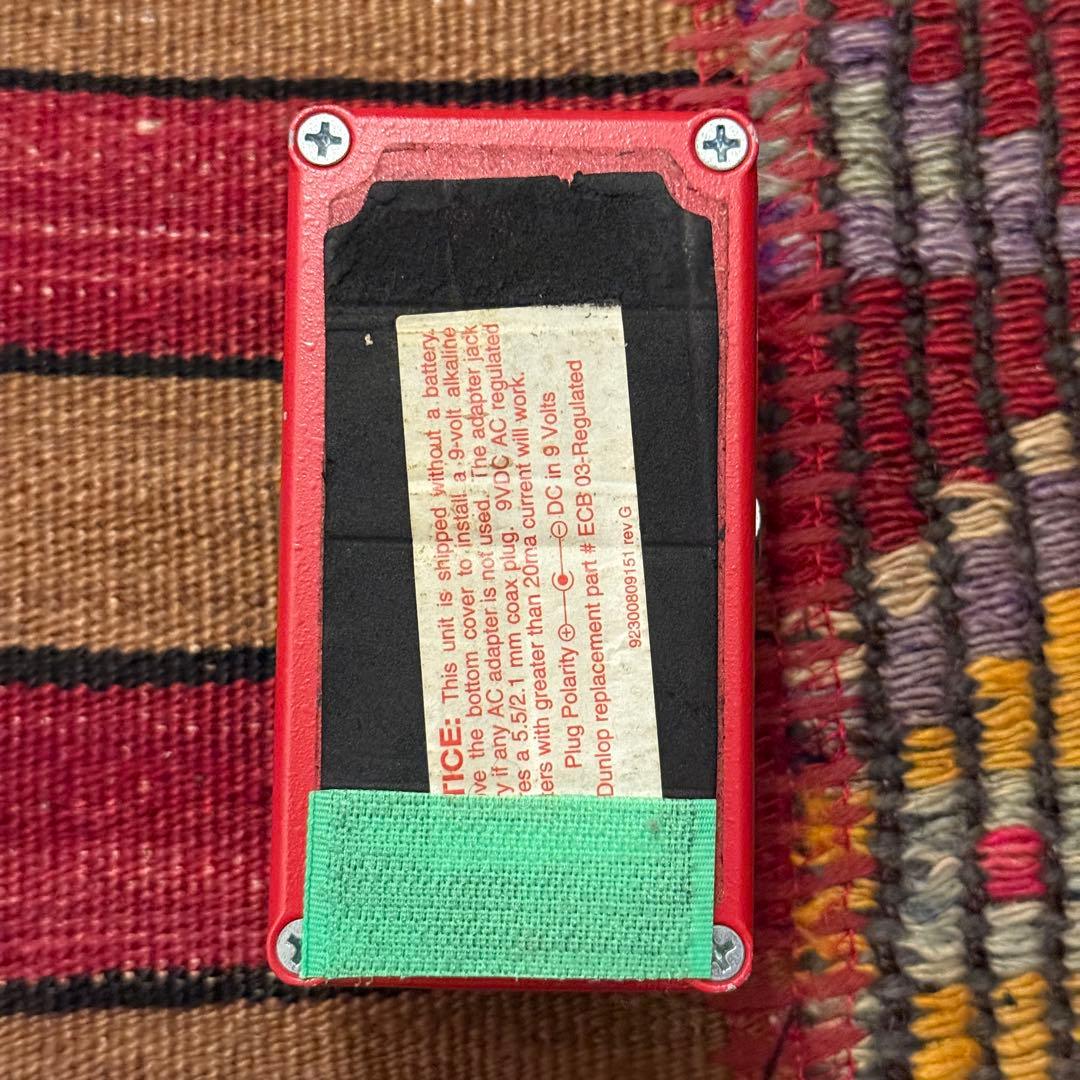 TICE: This unit is shipped without a battery.
ve the bottom cover to install a 9-volt alkaline
y if any AC adapter is not used. The adapter jack
res a 5.5/2.1 mm coax plug. 9VDC AC regulated
ers with greater than 20ma current will work.
Plug Polarity + - DC in 9 Volts
Dunlop replacement part # ECB 03-Regulated
92300809151 rev G